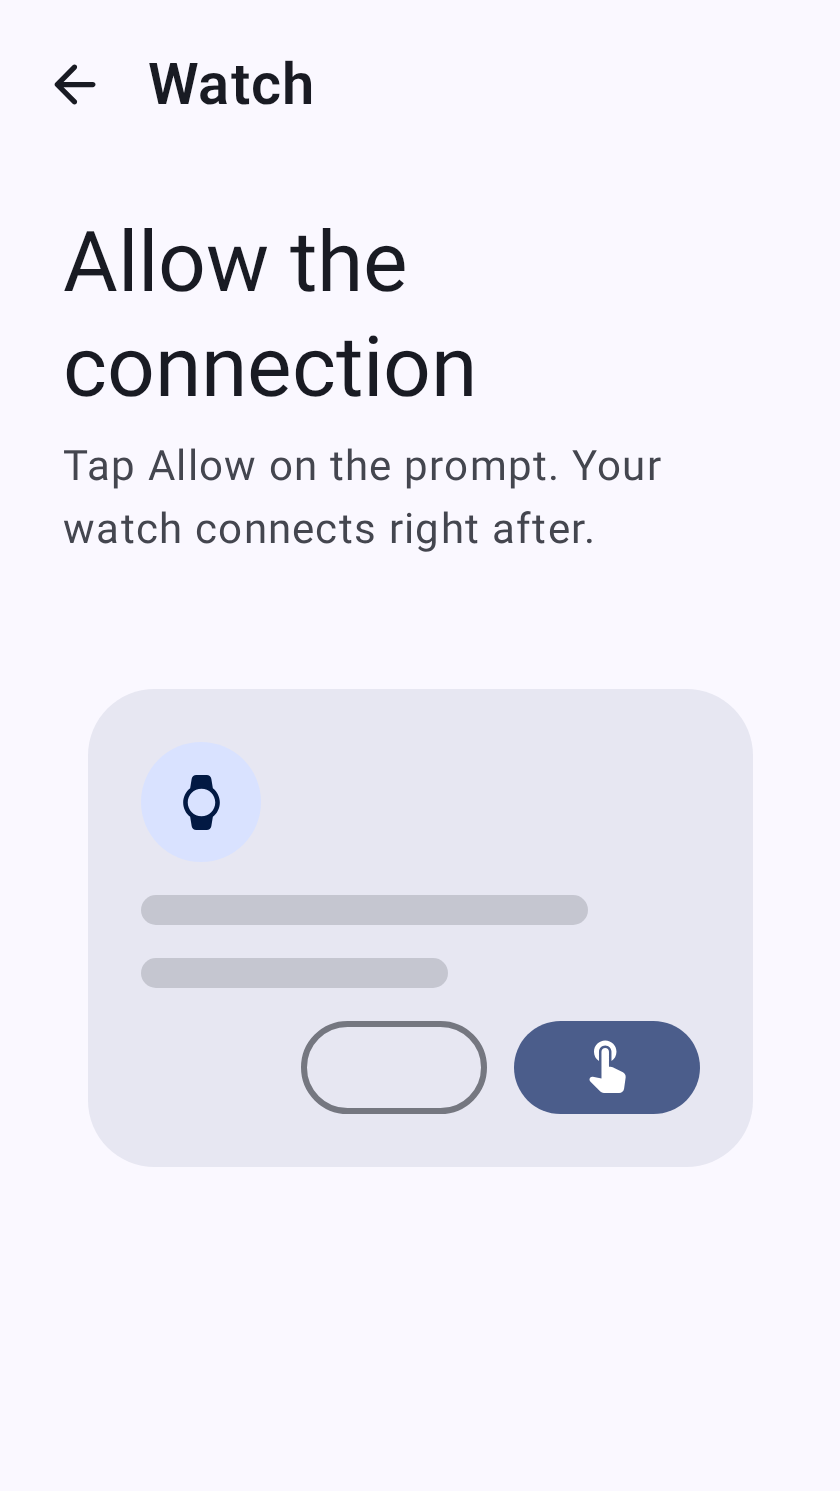 Watch
Allow the
connection
Tap Allow on the prompt. Your
watch connects right after.